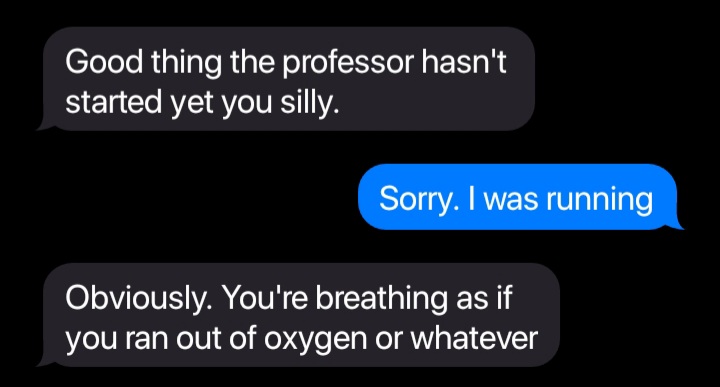 Good thing the professor hasn't
started yet you silly.
Sorry. I was running
Obviously. You're breathing as if
you ran out of oxygen or whatever